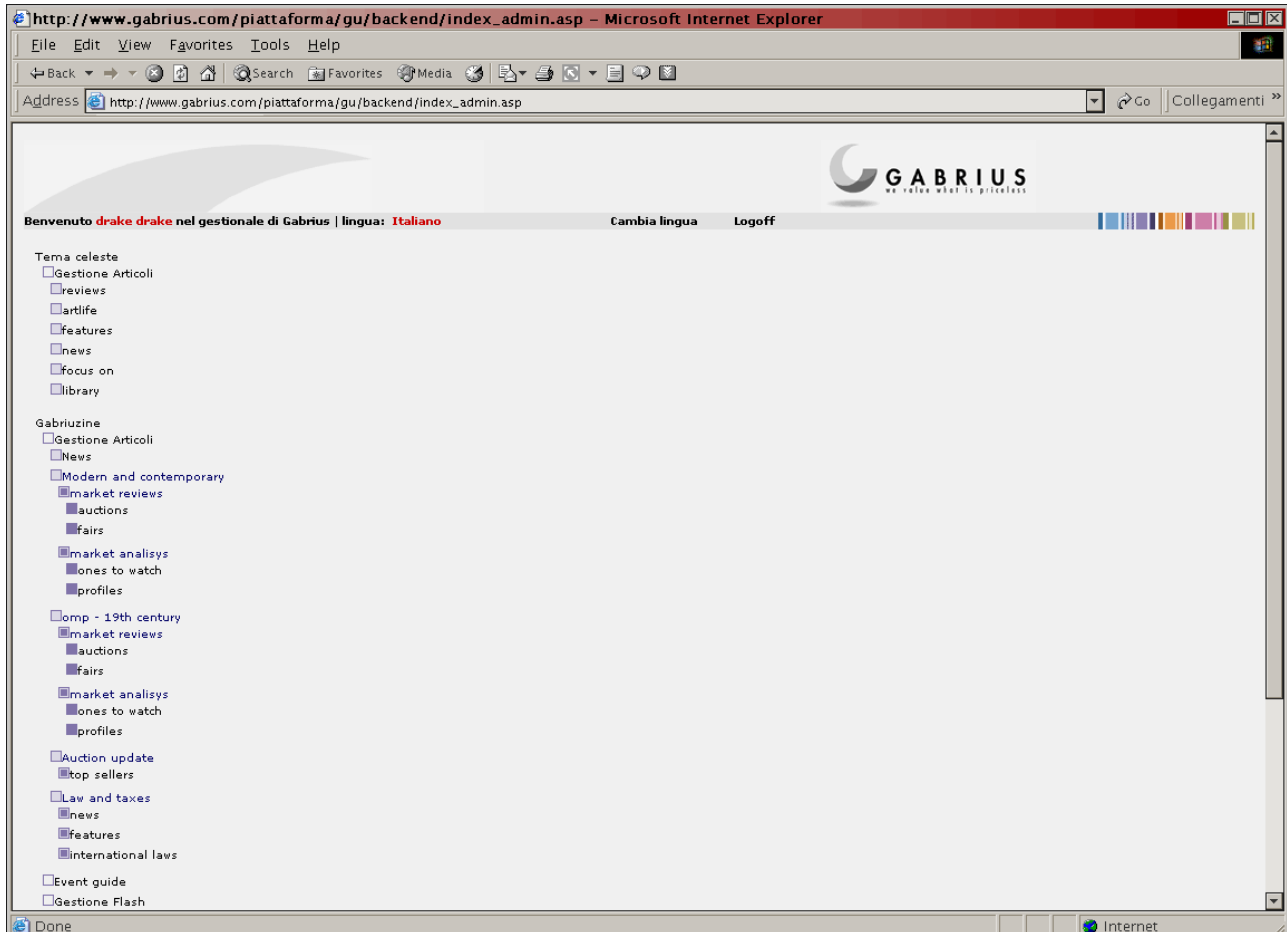 http://www.gabrius.com/piattaforma/gu/backend/index_admin.asp – Microsoft Internet Explorer
File Edit View Favorites Tools Help
Back Search Favorites Media
Address http://www.gabrius.com/piattaforma/gu/backend/index_admin.asp Go Collegamenti »
GABRIUS
we value what is priceless
Benvenuto drake drake nel gestionale di Gabrius | lingua: Italiano Cambia lingua Logoff
Tema celeste
Gestione Articoli
reviews
artlife
features
news
focus on
library
Gabriuzine
Gestione Articoli
News
Modern and contemporary
market reviews
auctions
fairs
market analisys
ones to watch
profiles
omp - 19th century
market reviews
auctions
fairs
market analisys
ones to watch
profiles
Auction update
top sellers
Law and taxes
news
features
international laws
Event guide
Gestione Flash
Done Internet